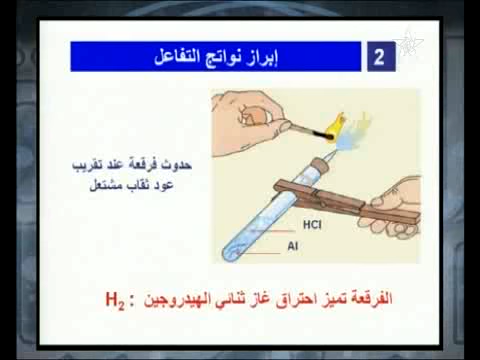 2 إبراز نواتج التفاعل
حدوث فرقعة عند تقريب
عود ثقاب مشتعل
HCl
Al
الفرقعة تميز احتراق غاز ثنائي الهيدروجين : H₂